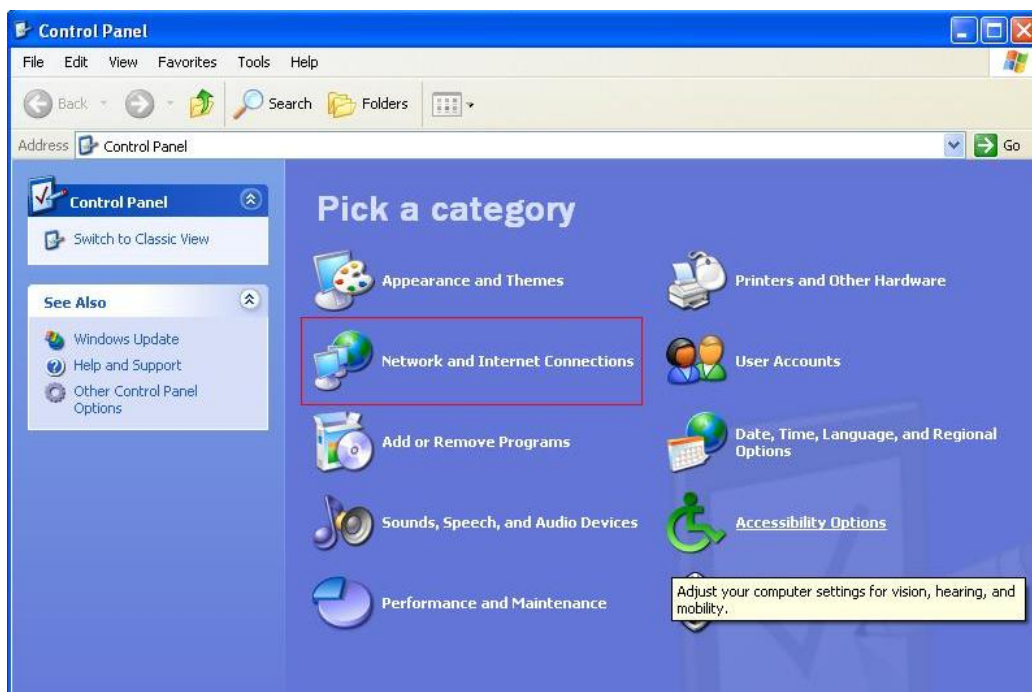 Control Panel
File Edit View Favorites Tools Help
Back Search Folders
Address Control Panel Go
Control Panel
Switch to Classic View
See Also
Windows Update
Help and Support
Other Control Panel
Options
Pick a category
Appearance and Themes
Printers and Other Hardware
Network and Internet Connections
User Accounts
Add or Remove Programs
Date, Time, Language, and Regional
Options
Sounds, Speech, and Audio Devices
Accessibility Options
Performance and Maintenance
Adjust your computer settings for vision, hearing, and
mobility.